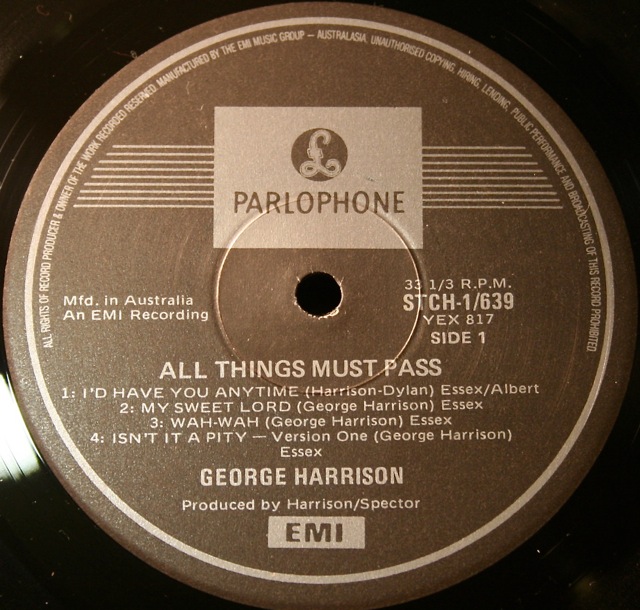 ALL RIGHTS OF RECORD PRODUCER & OWNER OF THE WORK RECORDED RESERVED. MANUFACTURED BY THE EMI MUSIC GROUP — AUSTRALASIA. UNAUTHORISED COPYING, HIRING, LENDING, PUBLIC PERFORMANCE AND BROADCASTING OF THIS RECORD PROHIBITED
£
PARLOPHONE
Mfd. in Australia
An EMI Recording
33 1/3 R.P.M.
STCH-1/639
YEX 817
SIDE 1
ALL THINGS MUST PASS
1: I'D HAVE YOU ANYTIME (Harrison-Dylan) Essex/Albert
2: MY SWEET LORD (George Harrison) Essex
3: WAH-WAH (George Harrison) Essex
4: ISN'T IT A PITY — Version One (George Harrison)
Essex
GEORGE HARRISON
Produced by Harrison/Spector
EMI